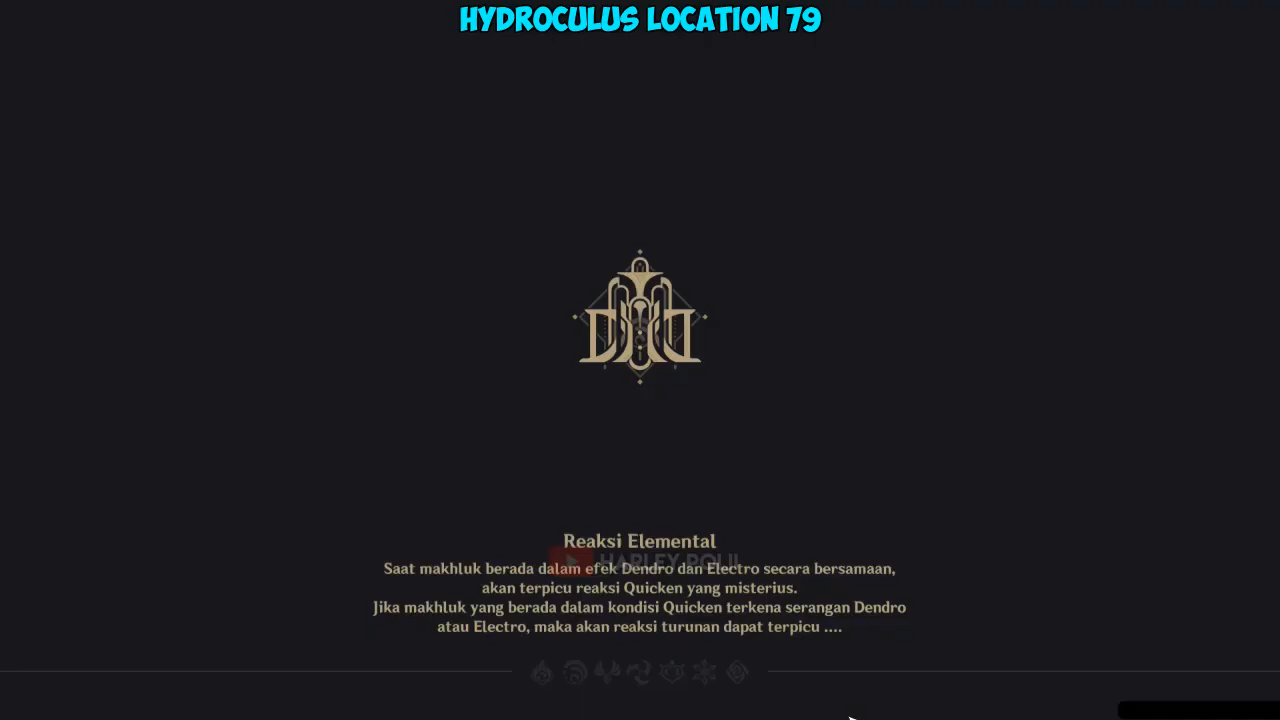 HYDROCULUS LOCATION 79
Reaksi Elemental
HARLEY POLII
Saat makhluk berada dalam efek Dendro dan Electro secara bersamaan,
akan terpicu reaksi Quicken yang misterius.
Jika makhluk yang berada dalam kondisi Quicken terkena serangan Dendro
atau Electro, maka akan reaksi turunan dapat terpicu ....